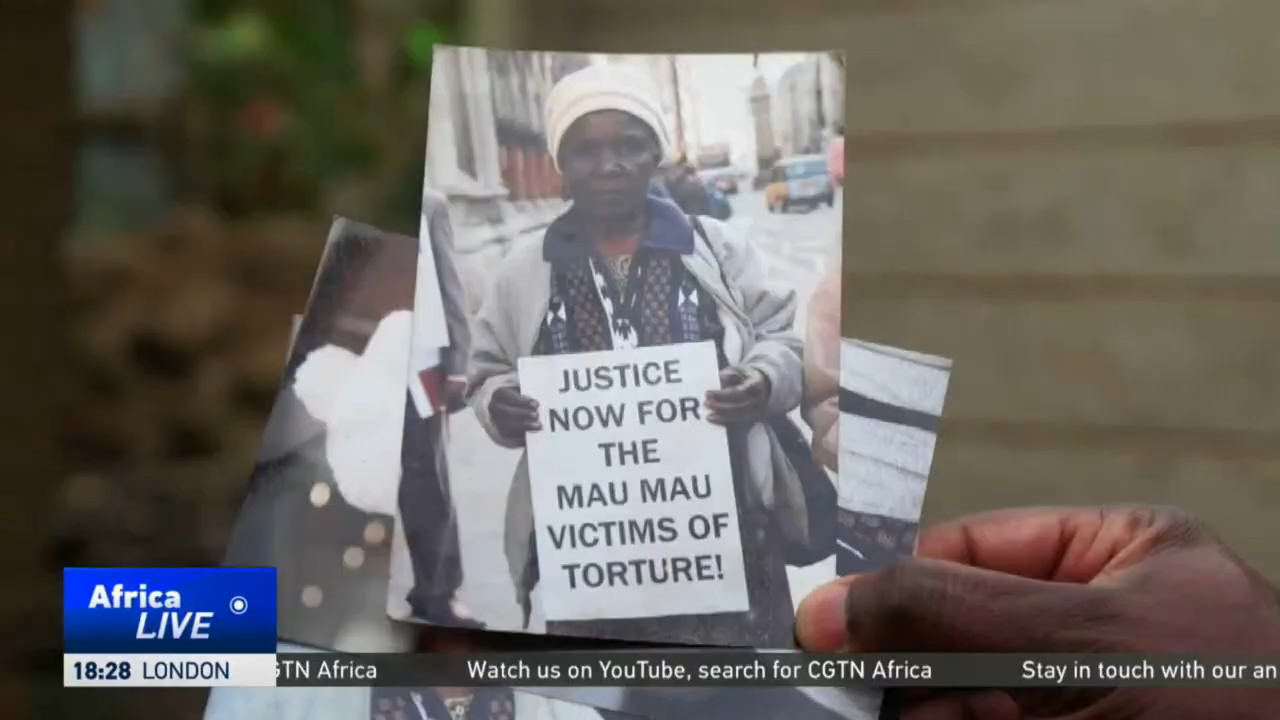 JUSTICE
NOW FOR
THE
MAU MAU
VICTIMS OF
TORTURE!
Africa
LIVE
18:28 LONDON
GTN Africa
Watch us on YouTube, search for CGTN Africa
Stay in touch with our an